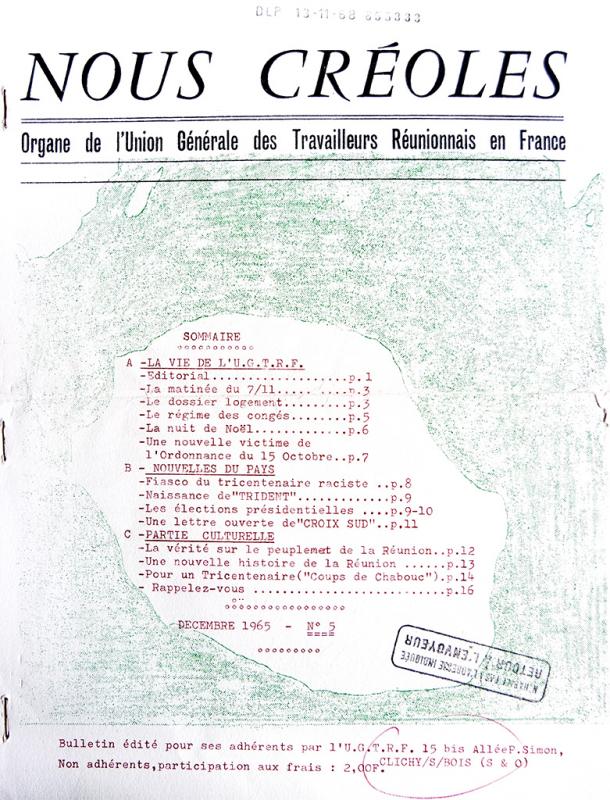 DLP 13-11-68 063333
NOUS CRÉOLES
Organe de l'Union Générale des Travailleurs Réunionnais en France
SOMMAIRE
A -LA VIE DE L'U.G.T.R.F.
-Editorial...................p.1
-La matinée du 7/11..... .....p.3
-Le dossier logement.........p.3
-Le régime des congés........p.5
-La nuit de Noël.............p.6
-Une nouvelle victime de
l'Ordonnance du 15 Octobre..p.7
B - NOUVELLES DU PAYS
-Fiasco du tricentenaire raciste ..p.8
-Naissance de"TRIDENT".............p.9
-Les élections présidentielles ....p.9-10
-Une lettre ouverte de"CROIX SUD"..p.11
C -PARTIE CULTURELLE
-La vérité sur le peuplemet de la Réunion..p.12
-Une nouvelle histoire de la Réunion ......p.13
-Pour un Tricentenaire("Coups de Chabouc").p.14
- Rappelez-vous ...........................p.16
DECEMBRE 1965 - N° 5
N'HABITE PAS À L'ADRESSE INDIQUÉE
RETOUR À L'ENVOYEUR
Bulletin édité pour ses adhérents par l'U.G.T.R.F. 15 bis AlléeP.Simon,
Non adhérents,participation aux frais : 2,00F. CLICHY/S/BOIS (S & O)